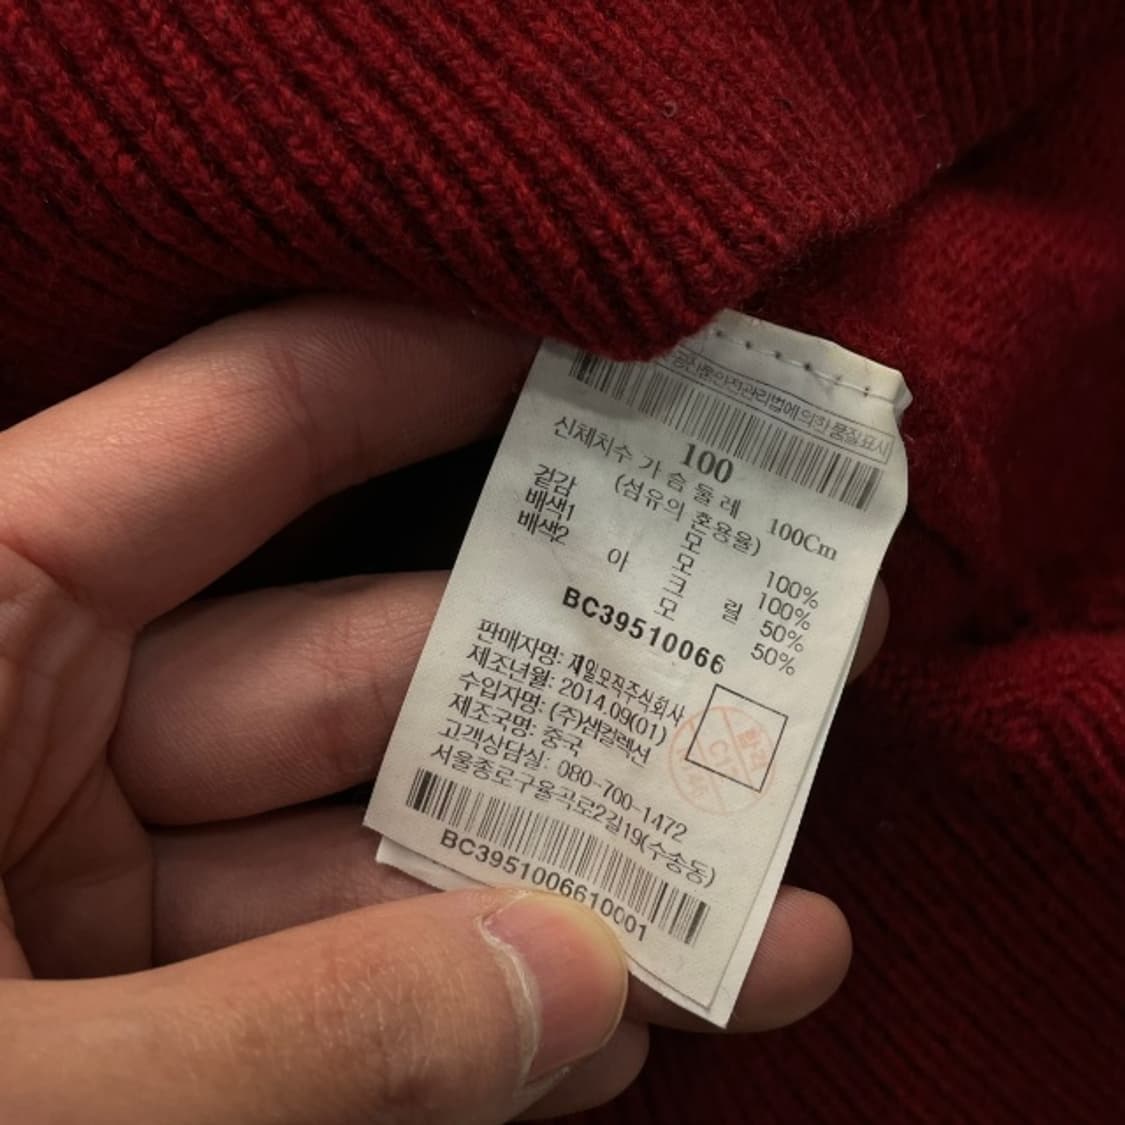 공산품안전관리법에 의한 품질표시
100
신체치수 가슴둘레 100Cm
(섬유의 혼용율)
겉감 모 100%
배색1 모 100%
배색2 아크릴 50%
모 50%
BC39510066
판매자명: 제일모직주식회사
제조년월: 2014.09(01)
수입자명: (주)샘컬렉션
제조국명: 중국
고객상담실: 080-700-1472
서울종로구율곡로2길19(수송동)
BC3951006610001
합격